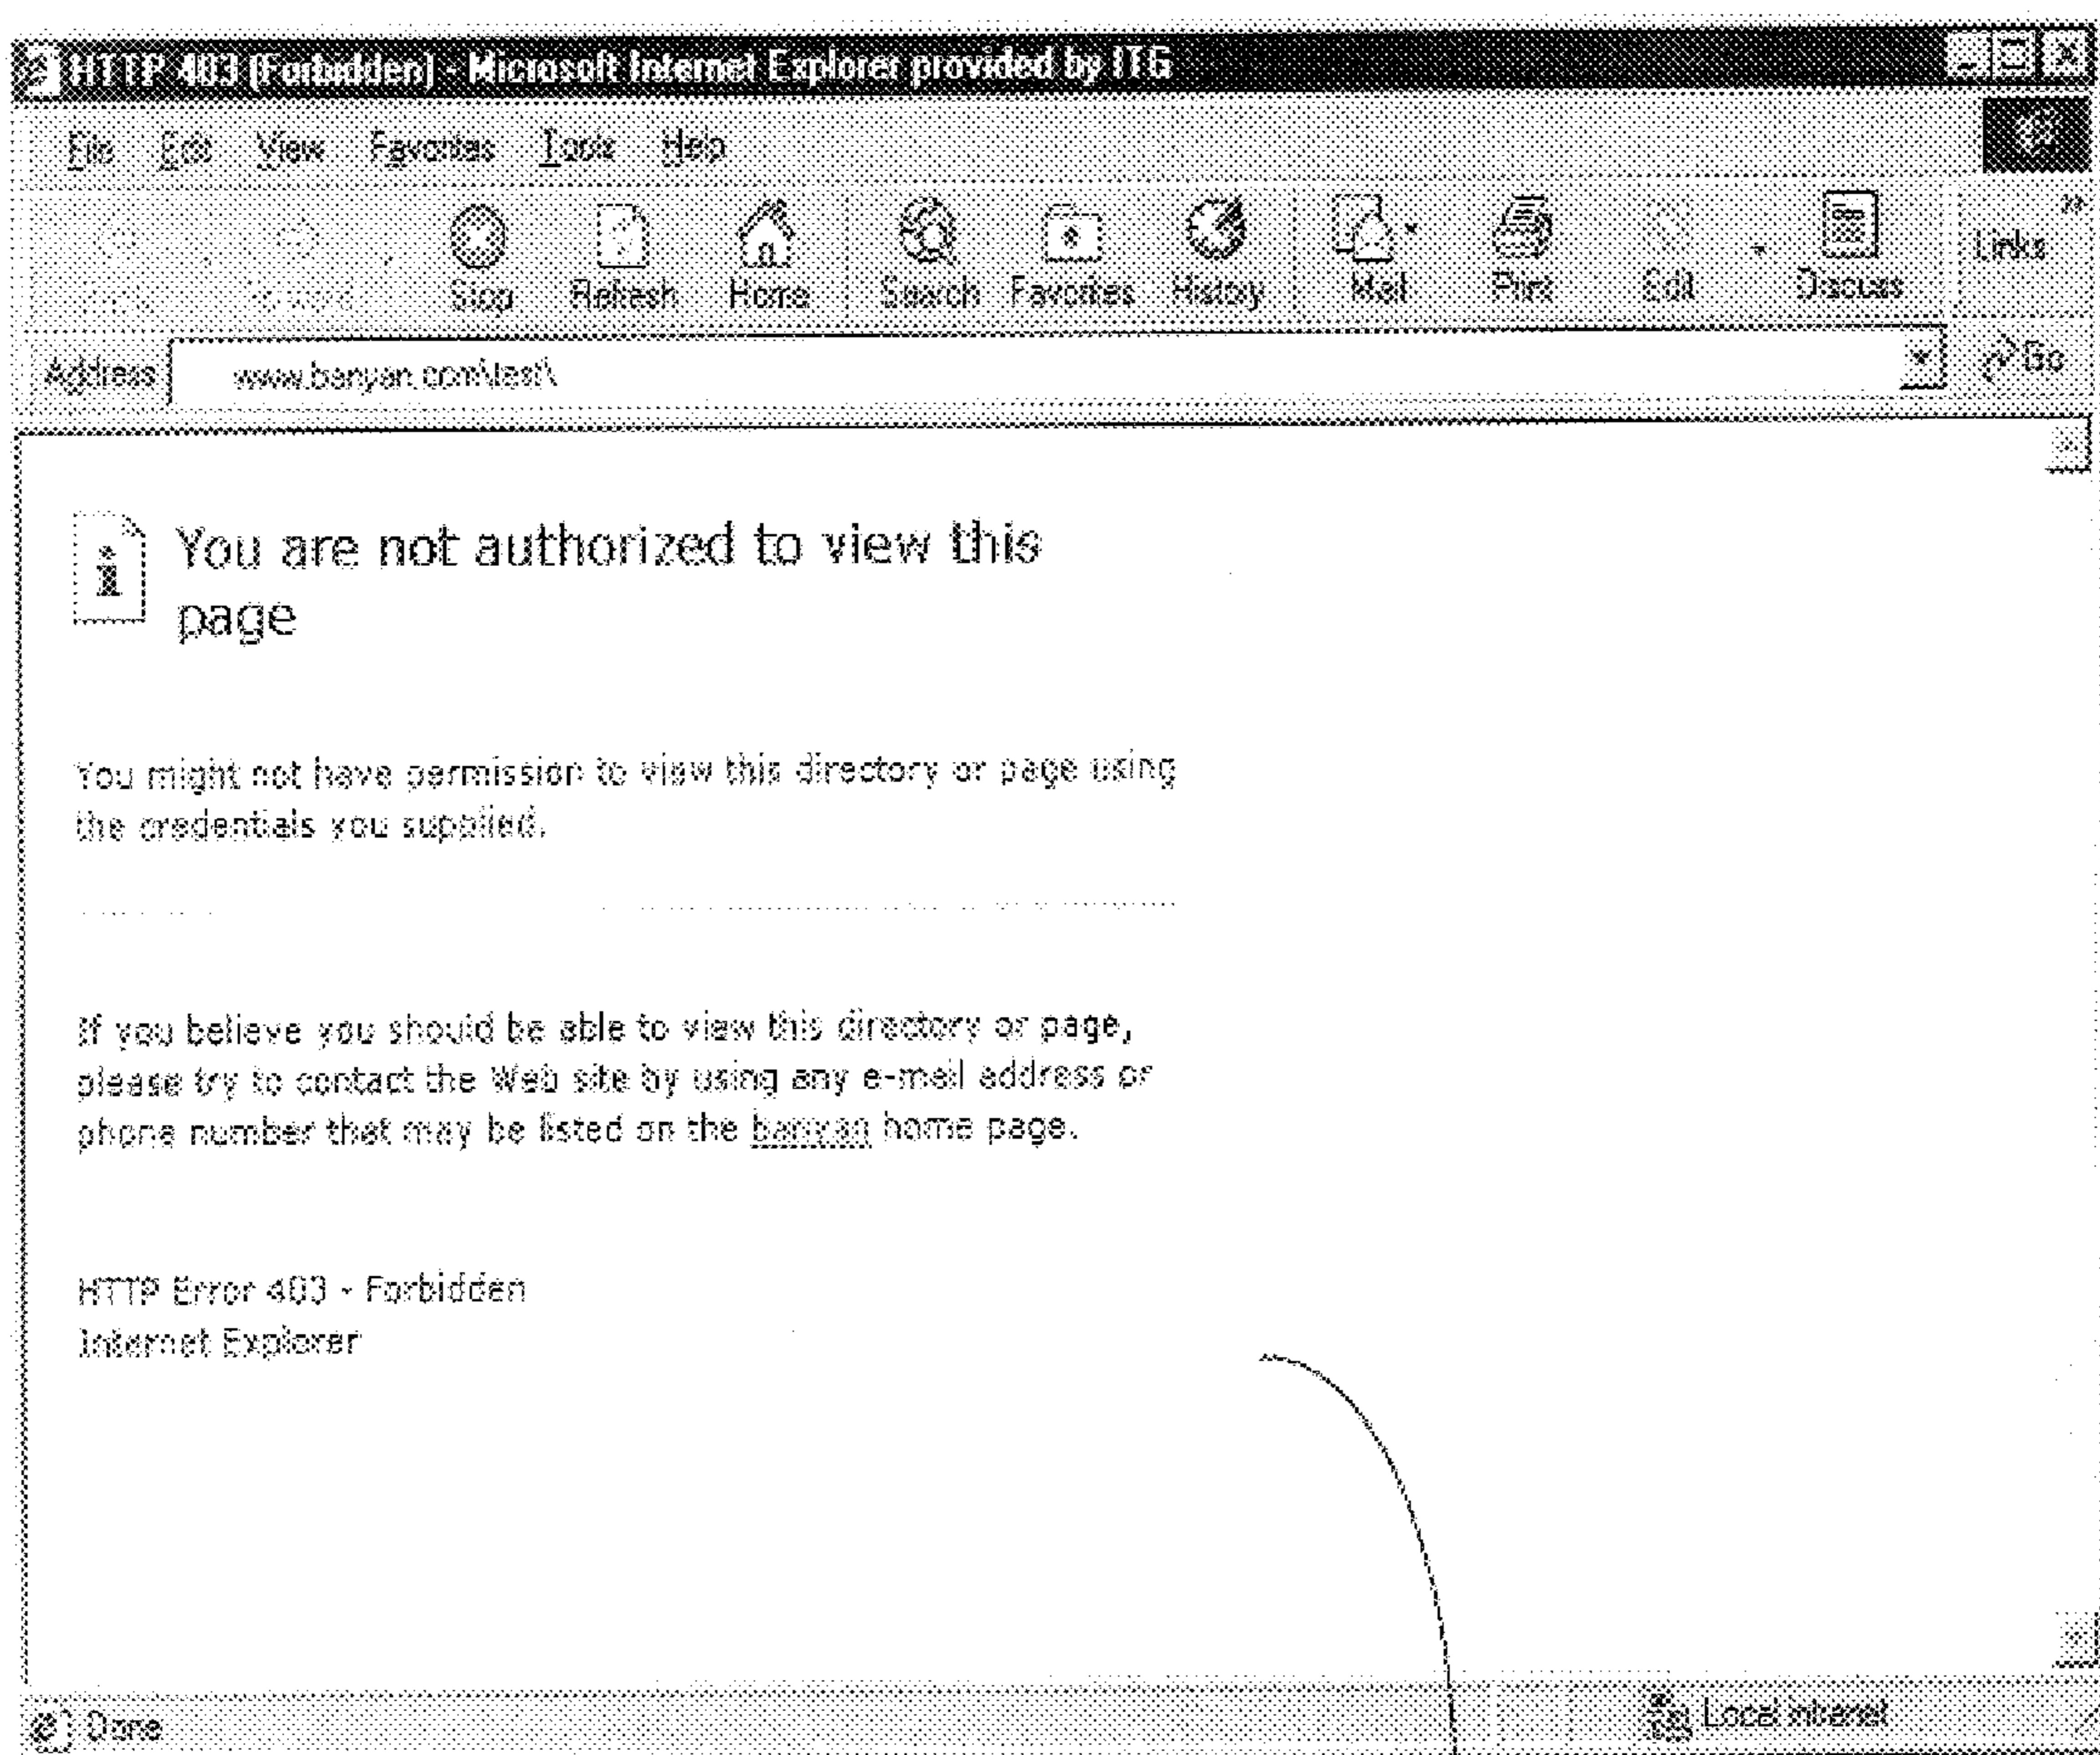 HTTP 403 (Forbidden) - Microsoft Internet Explorer provided by ITG
File Edit View Favorites Tools Help
Stop Refresh Home Search Favorites History Mail Print Edit Discuss Links »
Address www.banyan.com\test\ Go
You are not authorized to view this
page
You might not have permission to view this directory or page using
the credentials you supplied.
If you believe you should be able to view this directory or page,
please try to contact the Web site by using any e-mail address or
phone number that may be listed on the banyan home page.
HTTP Error 403 - Forbidden
Internet Explorer
Done Local intranet